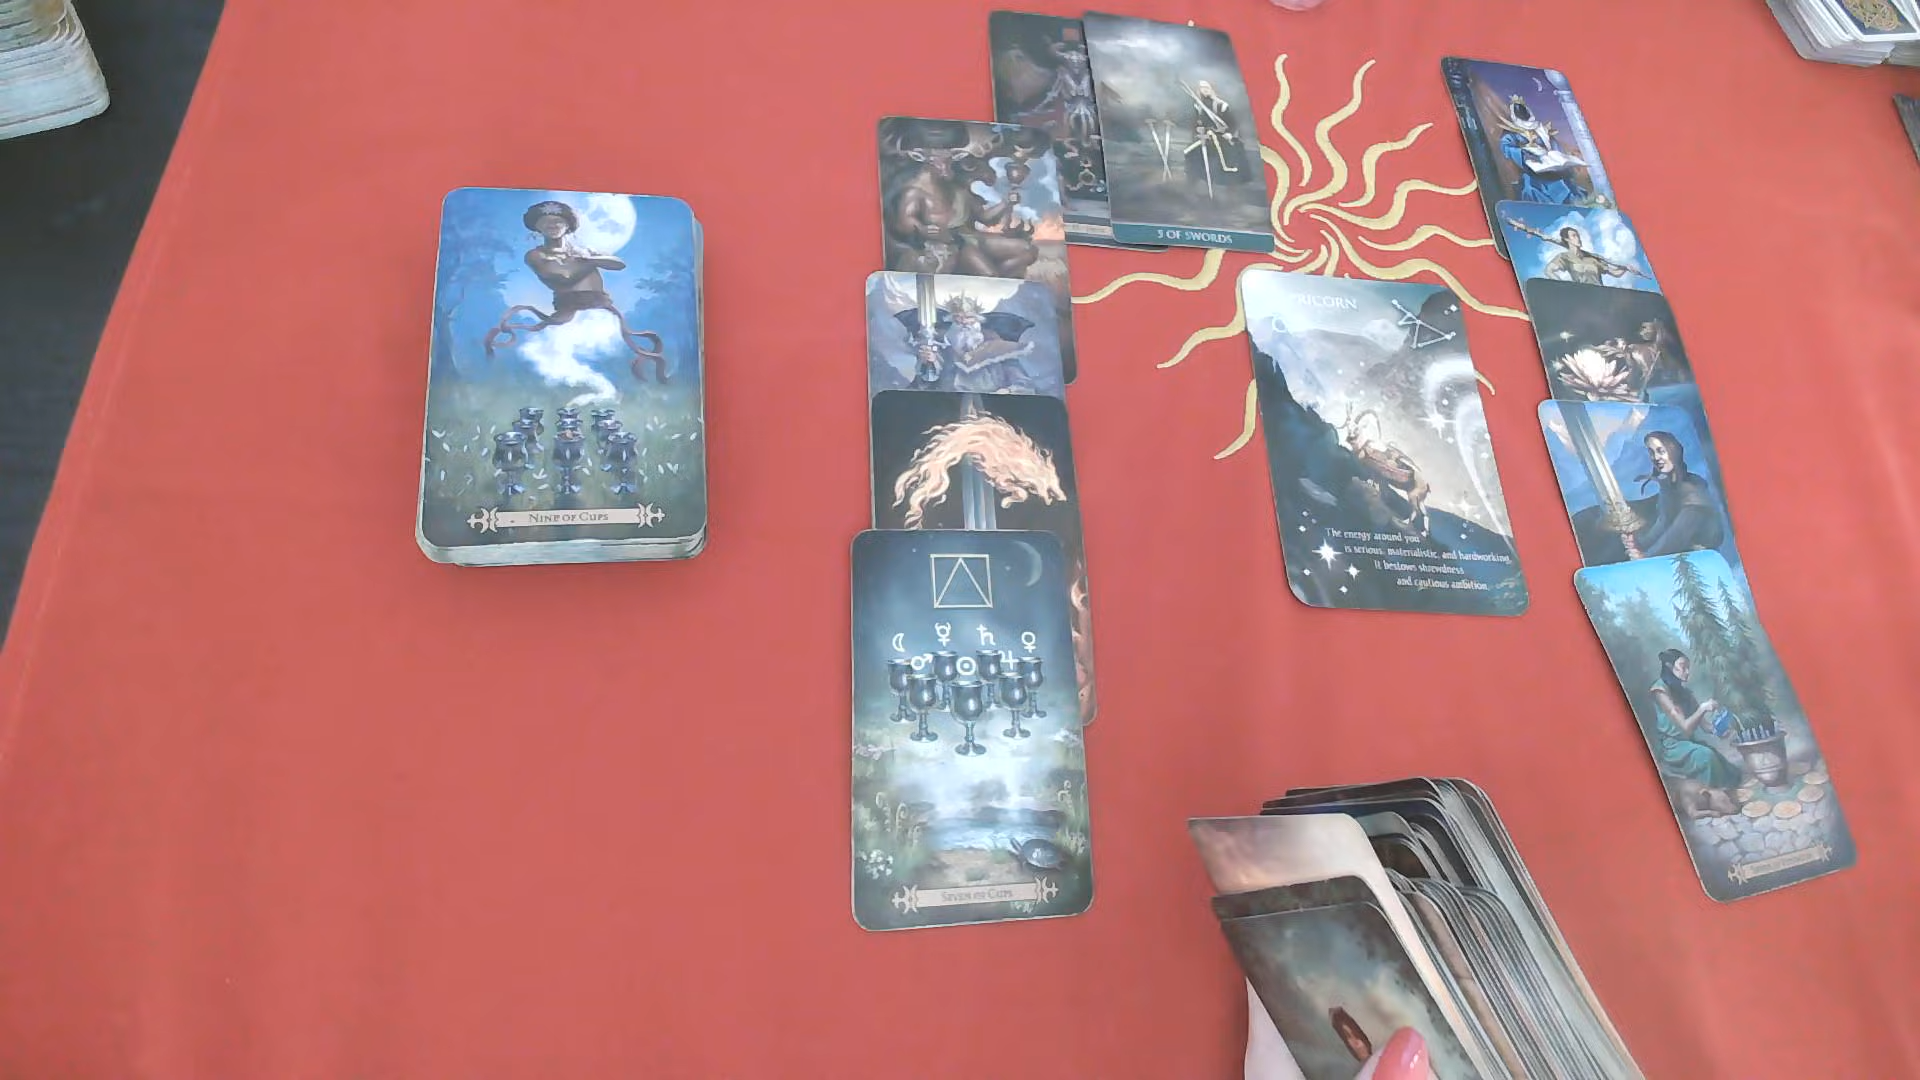 5 OF SWORDS
RICORN
The energy around you
is serious, materialistic, and hardworking.
It bestows shrewdness
and cautious ambition.
NINE OF CUPS
SEVEN OF CUPS